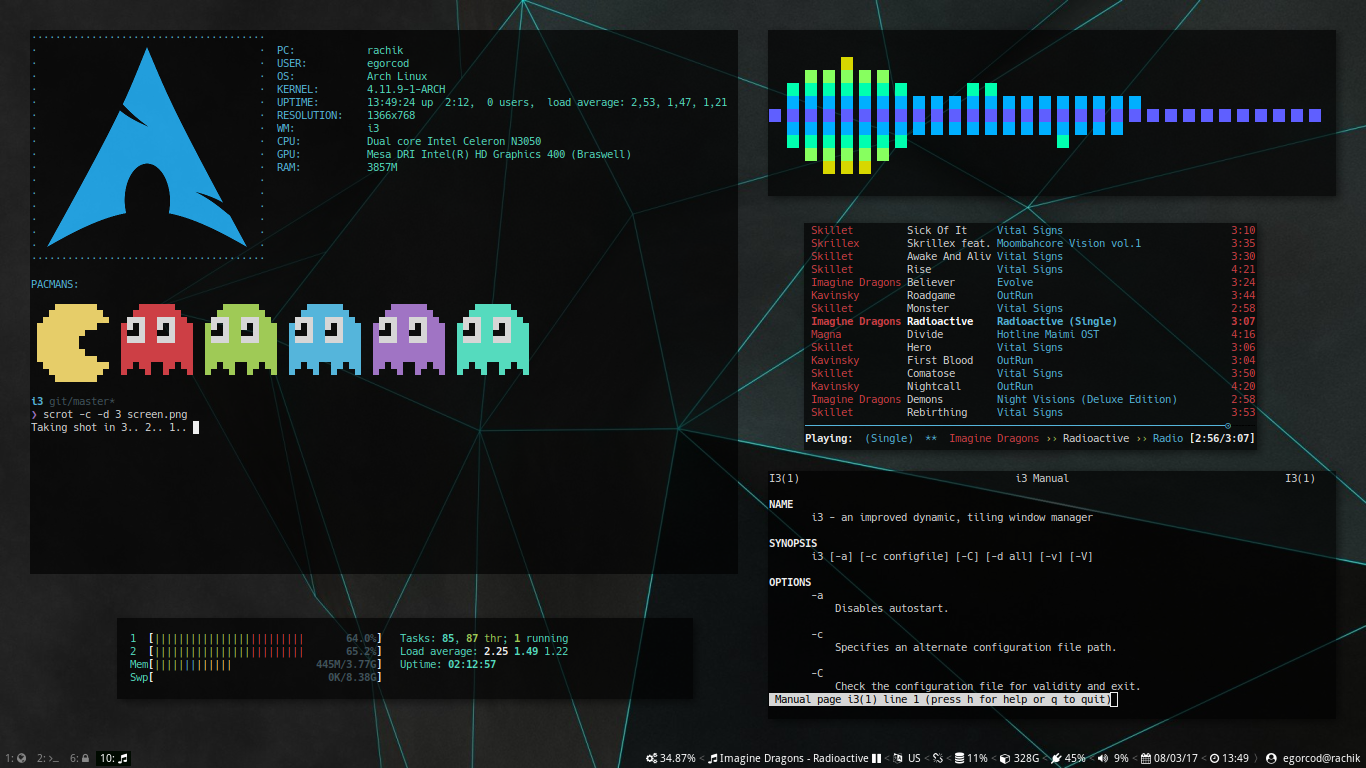 PC: rachik
USER: egorcod
OS: Arch Linux
KERNEL: 4.11.9-1-ARCH
UPTIME: 13:49:24 up 2:12, 0 users, load average: 2,53, 1,47, 1,21
RESOLUTION: 1366x768
WM: i3
CPU: Dual core Intel Celeron N3050
GPU: Mesa DRI Intel(R) HD Graphics 400 (Braswell)
RAM: 3857M
PACMANS:
i3 git/master*
❯ scrot -c -d 3 screen.png
Taking shot in 3.. 2.. 1..
Skillet Sick Of It Vital Signs 3:10
Skrillex Skrillex feat. Moombahcore Vision vol.1 3:35
Skillet Awake And Aliv Vital Signs 3:30
Skillet Rise Vital Signs 4:21
Imagine Dragons Believer Evolve 3:24
Kavinsky Roadgame OutRun 3:44
Skillet Monster Vital Signs 2:58
Imagine Dragons Radioactive Radioactive (Single) 3:07
Magna Divide Hotline Maimi OST 4:16
Skillet Hero Vital Signs 3:06
Kavinsky First Blood OutRun 3:04
Skillet Comatose Vital Signs 3:50
Kavinsky Nightcall OutRun 4:20
Imagine Dragons Demons Night Visions (Deluxe Edition) 2:58
Skillet Rebirthing Vital Signs 3:53
Playing: (Single) ** Imagine Dragons ›› Radioactive ›› Radio [2:56/3:07]
I3(1) i3 Manual I3(1)
NAME
i3 - an improved dynamic, tiling window manager
SYNOPSIS
i3 [-a] [-c configfile] [-C] [-d all] [-v] [-V]
OPTIONS
-a
Disables autostart.
-c
Specifies an alternate configuration file path.
-C
Check the configuration file for validity and exit.
Manual page i3(1) line 1 (press h for help or q to quit)
1 [||||||||||||||||||||||||| 64.0%] Tasks: 85, 87 thr; 1 running
2 [||||||||||||||||||||||||| 65.2%] Load average: 2.25 1.49 1.22
Mem[||||||||||||| 445M/3.77G] Uptime: 02:12:57
Swp[ 0K/8.38G]
1: 2: >_ 6: 10:
34.87% < Imagine Dragons - Radioactive < US < < 11% < 328G < 45% < 9% < 08/03/17 < 13:49 〉 egorcod@rachik